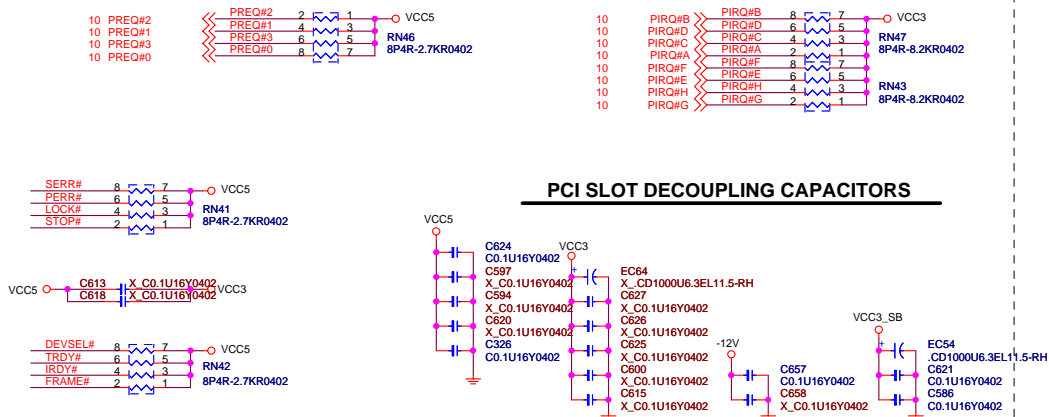 10 PREQ#2 PREQ#2 2 1 VCC5
10 PREQ#1 PREQ#1 4 3
10 PREQ#3 PREQ#3 6 5
10 PREQ#0 PREQ#0 8 7
RN46
8P4R-2.7KR0402
10 PIRQ#B PIRQ#B 8 7 VCC3
10 PIRQ#D PIRQ#D 6 5
10 PIRQ#C PIRQ#C 4 3
10 PIRQ#A PIRQ#A 2 1
RN47
8P4R-8.2KR0402
10 PIRQ#F PIRQ#F 8 7
10 PIRQ#E PIRQ#E 6 5
10 PIRQ#H PIRQ#H 4 3
10 PIRQ#G PIRQ#G 2 1
RN43
8P4R-8.2KR0402
SERR# 8 7 VCC5
PERR# 6 5
LOCK# 4 3
STOP# 2 1
RN41
8P4R-2.7KR0402
PCI SLOT DECOUPLING CAPACITORS
VCC5 C613 X_C0.1U16Y0402 VCC3
C618 X_C0.1U16Y0402
DEVSEL# 8 7 VCC5
TRDY# 6 5
IRDY# 4 3
FRAME# 2 1
RN42
8P4R-2.7KR0402
VCC5
C624
C0.1U16Y0402
C597
X_C0.1U16Y0402
C594
X_C0.1U16Y0402
C620
X_C0.1U16Y0402
C326
C0.1U16Y0402
VCC3
+
EC64
X_.CD1000U6.3EL11.5-RH
C627
X_C0.1U16Y0402
C626
X_C0.1U16Y0402
C625
X_C0.1U16Y0402
C600
X_C0.1U16Y0402
C615
X_C0.1U16Y0402
-12V
C657
C0.1U16Y0402
C658
X_C0.1U16Y0402
VCC3_SB
+
EC54
.CD1000U6.3EL11.5-RH
C621
C0.1U16Y0402
C586
C0.1U16Y0402